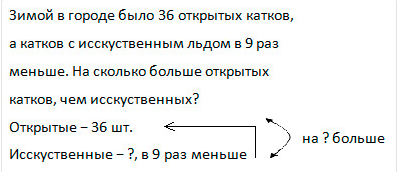 Зимой в городе было 36 открытых катков,
а катков с исскуственным льдом в 9 раз
меньше. На сколько больше открытых
катков, чем исскуственных?
Открытые – 36 шт.
на ? больше
Исскуственные – ?, в 9 раз меньше